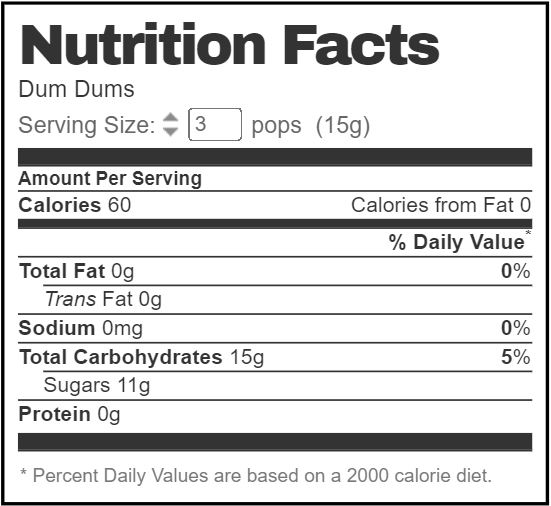 Nutrition Facts
Dum Dums
Serving Size: 3 pops (15g)
Amount Per Serving
Calories 60 Calories from Fat 0
% Daily Value*
Total Fat 0g 0%
Trans Fat 0g
Sodium 0mg 0%
Total Carbohydrates 15g 5%
Sugars 11g
Protein 0g
* Percent Daily Values are based on a 2000 calorie diet.